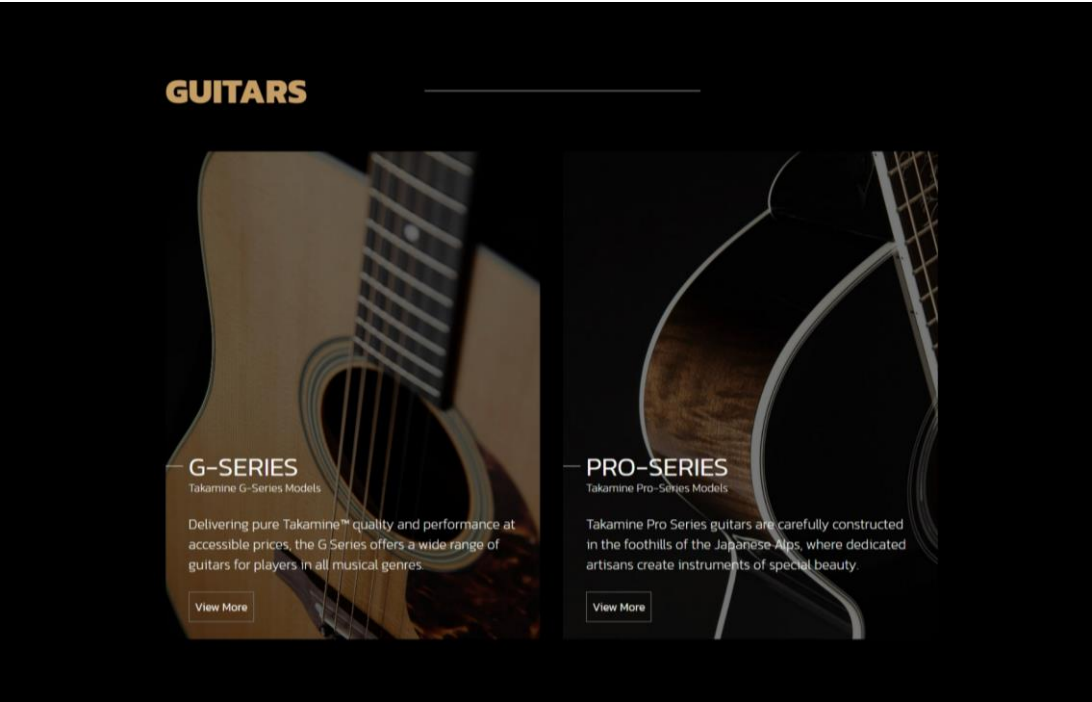 GUITARS
G-SERIES
Takamine G-Series Models
Delivering pure Takamine™ quality and performance at
accessible prices, the G Series offers a wide range of
guitars for players in all musical genres.
View More
PRO-SERIES
Takamine Pro-Series Models
Takamine Pro Series guitars are carefully constructed
in the foothills of the Japanese Alps, where dedicated
artisans create instruments of special beauty.
View More